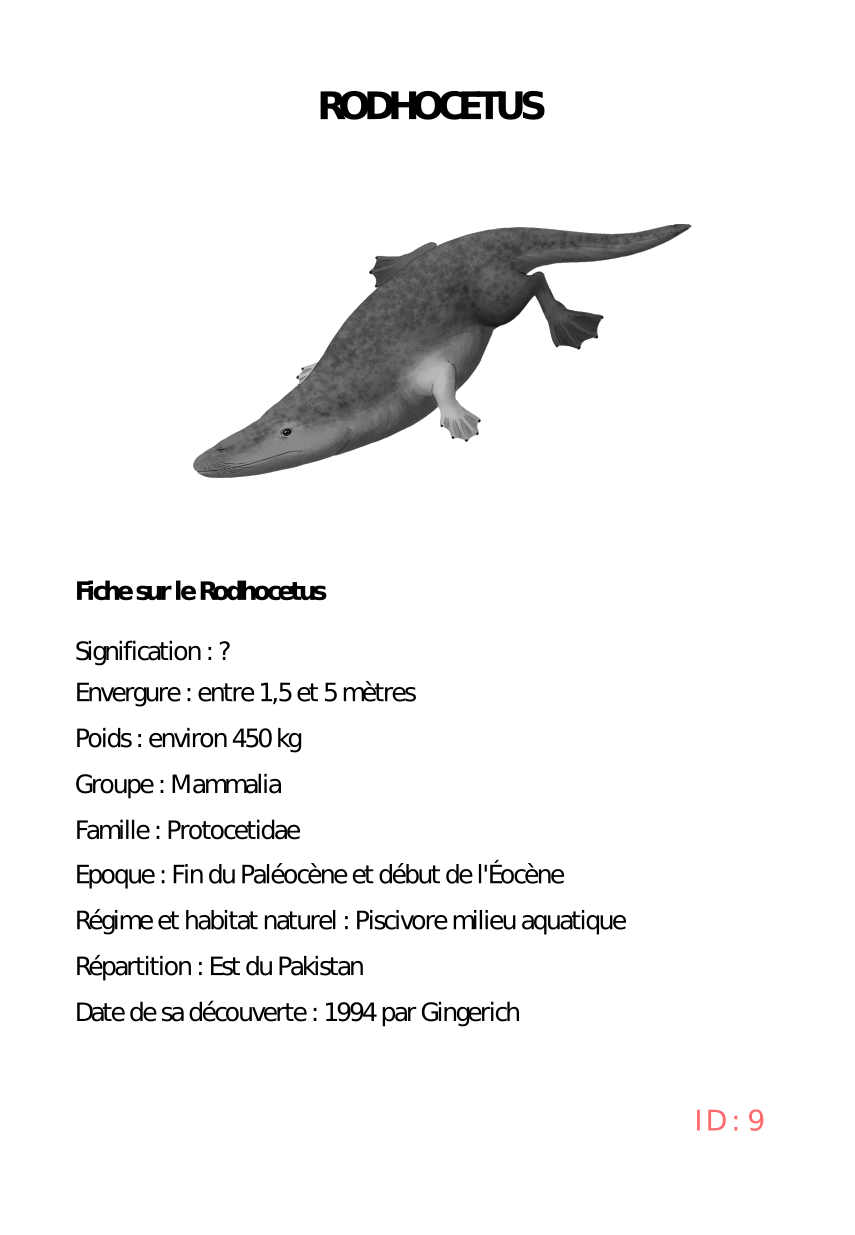 RODHOCETUS
Fiche sur le Rodhocetus
Signification : ?
Envergure : entre 1,5 et 5 mètres
Poids : environ 450 kg
Groupe : Mammalia
Famille : Protocetidae
Epoque : Fin du Paléocène et début de l'Éocène
Régime et habitat naturel : Piscivore milieu aquatique
Répartition : Est du Pakistan
Date de sa découverte : 1994 par Gingerich
ID : 9